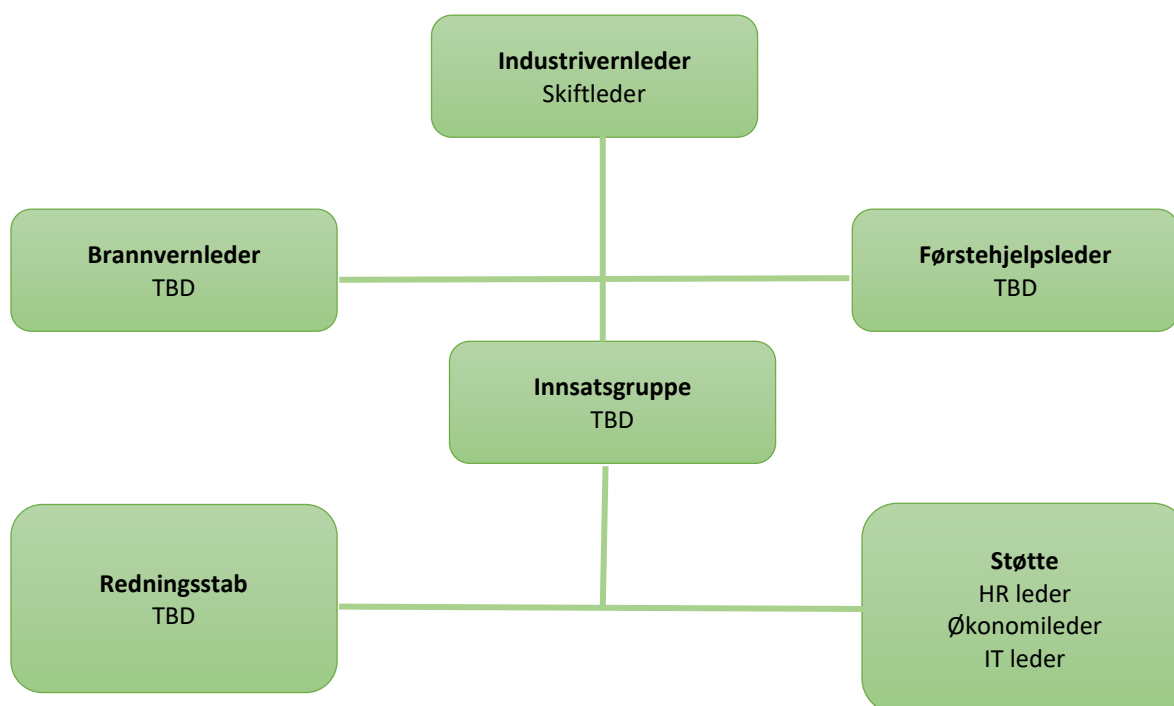 Industrivernleder
Skiftleder
Brannvernleder
TBD
Førstehjelpsleder
TBD
Innsatsgruppe
TBD
Redningsstab
TBD
Støtte
HR leder
Økonomileder
IT leder